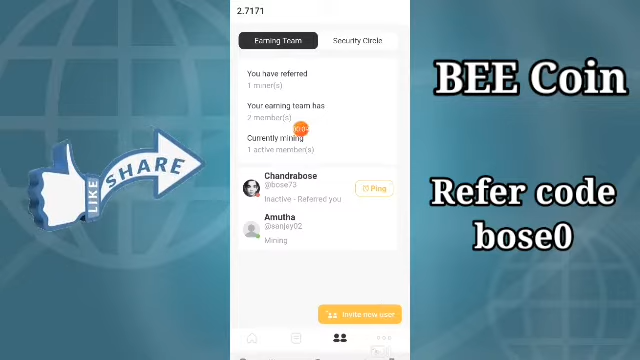 2.7171
Earning Team
Security Circle
You have referred
1 miner(s)
Your earning team has
2 member(s)
Currently mining
1 active member(s)
Chandrabose
@bose73
Ping
Inactive - Referred you
Amutha
@sanjey02
Mining
Invite new user
LIKE
SHARE
BEE Coin
Refer code
bose0